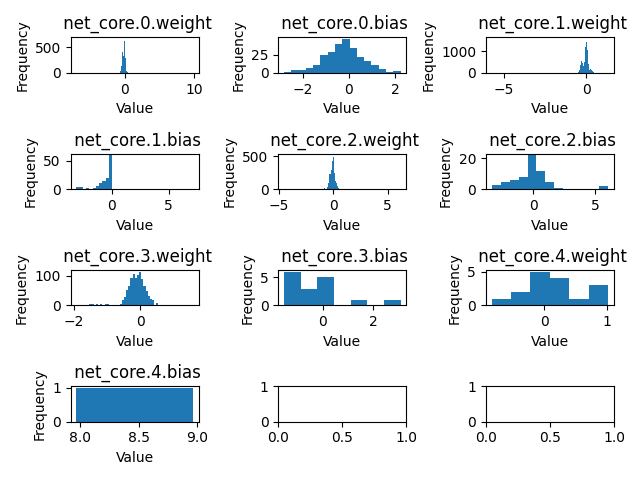 net_core.0.weight
Frequency
500
0
0
10
Value
net_core.0.bias
Frequency
25
0
−2
0
2
Value
net_core.1.weight
Frequency
1000
0
−5
0
Value
net_core.1.bias
Frequency
50
0
0
5
Value
net_core.2.weight
Frequency
500
0
−5
0
5
Value
net_core.2.bias
Frequency
20
0
0
5
Value
net_core.3.weight
Frequency
100
0
−2
0
Value
net_core.3.bias
Frequency
5
0
0
2
Value
net_core.4.weight
Frequency
5
0
0
1
Value
net_core.4.bias
Frequency
1
0
8.0
8.5
9.0
Value
1
0
0.0
0.5
1.0
1
0
0.0
0.5
1.0